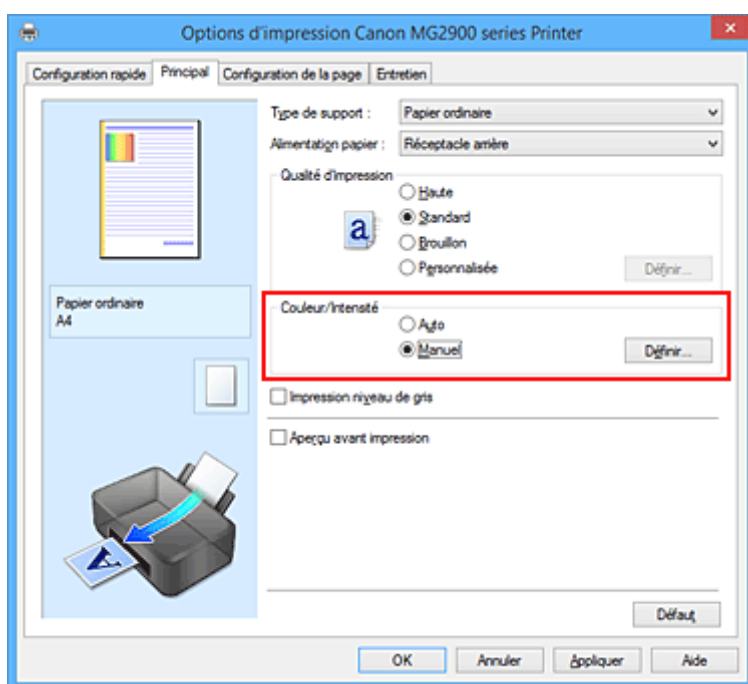 Options d'impression Canon MG2900 series Printer
Configuration rapide Principal Configuration de la page Entretien
Type de support : Papier ordinaire
Alimentation papier : Réceptacle arrière
Qualité d'impression
Haute
a Standard
Brouillon
Personnalisée Définir...
Papier ordinaire
A4
Couleur/Intensité
Auto
Manuel Définir...
Impression niveau de gris
Aperçu avant impression
A
Défaut
OK Annuler Appliquer Aide